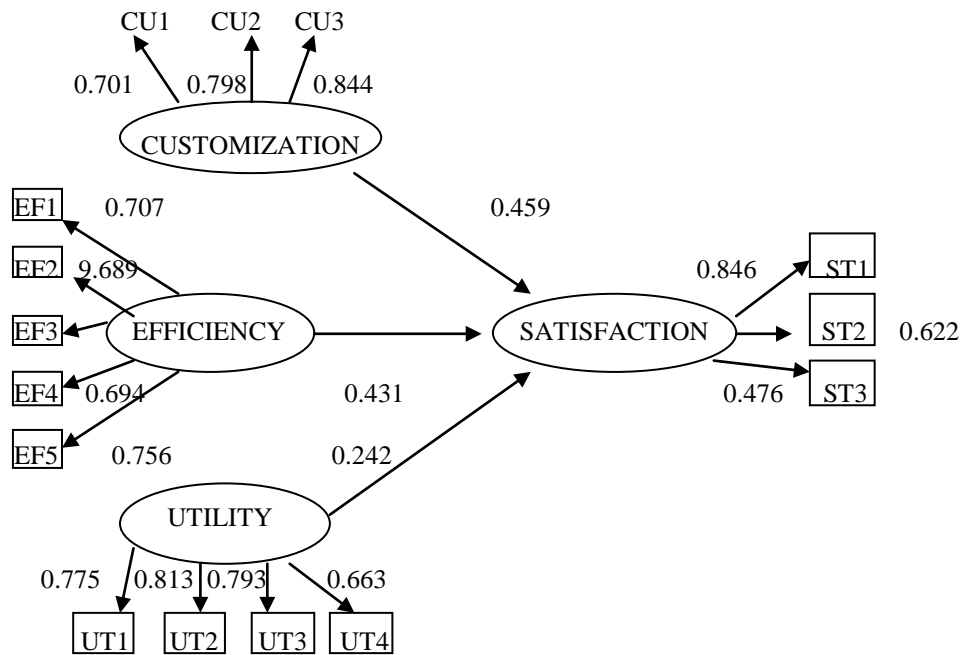 CU1 CU2 CU3
0.701 0.798 0.844
CUSTOMIZATION
EF1 0.707 0.459
EF2 9.689 0.846 ST1
EF3 EFFICIENCY SATISFACTION ST2 0.622
EF4 0.694 0.431 0.476 ST3
EF5 0.756 0.242
UTILITY
0.775 0.813 0.793 0.663
UT1 UT2 UT3 UT4